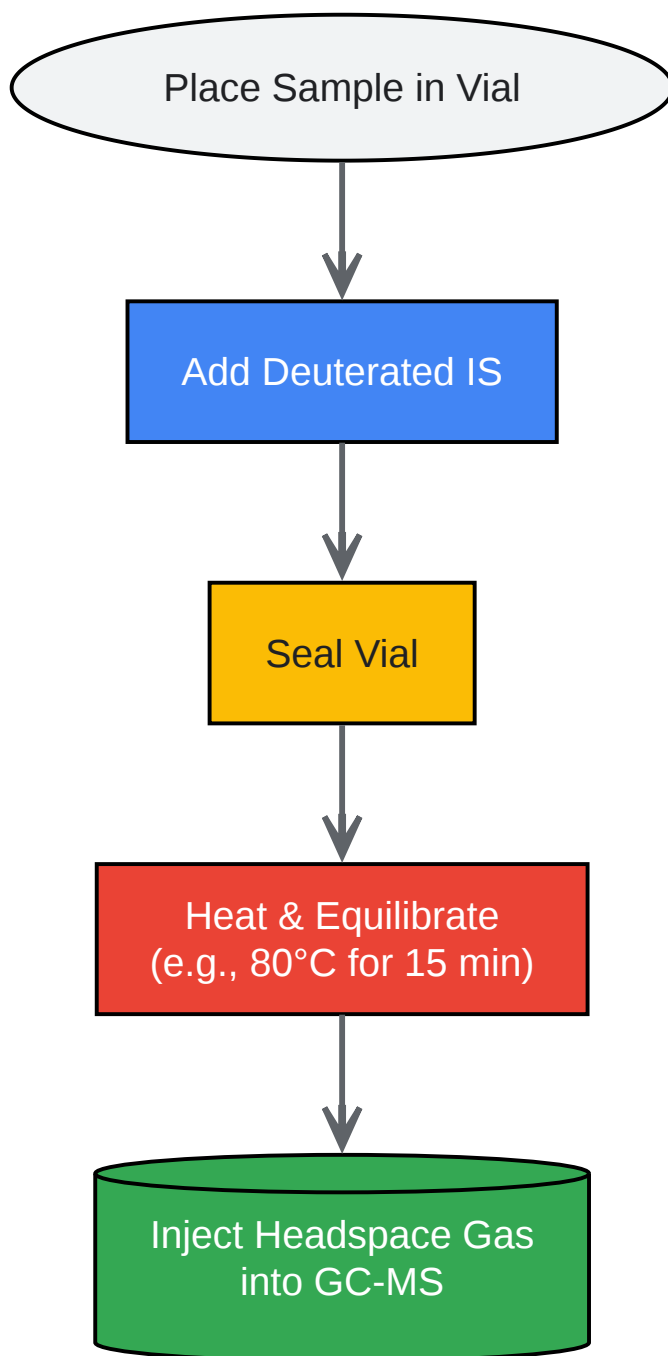 Place Sample in Vial
Add Deuterated IS
Seal Vial
Heat & Equilibrate
(e.g., 80°C for 15 min)
Inject Headspace Gas
into GC-MS